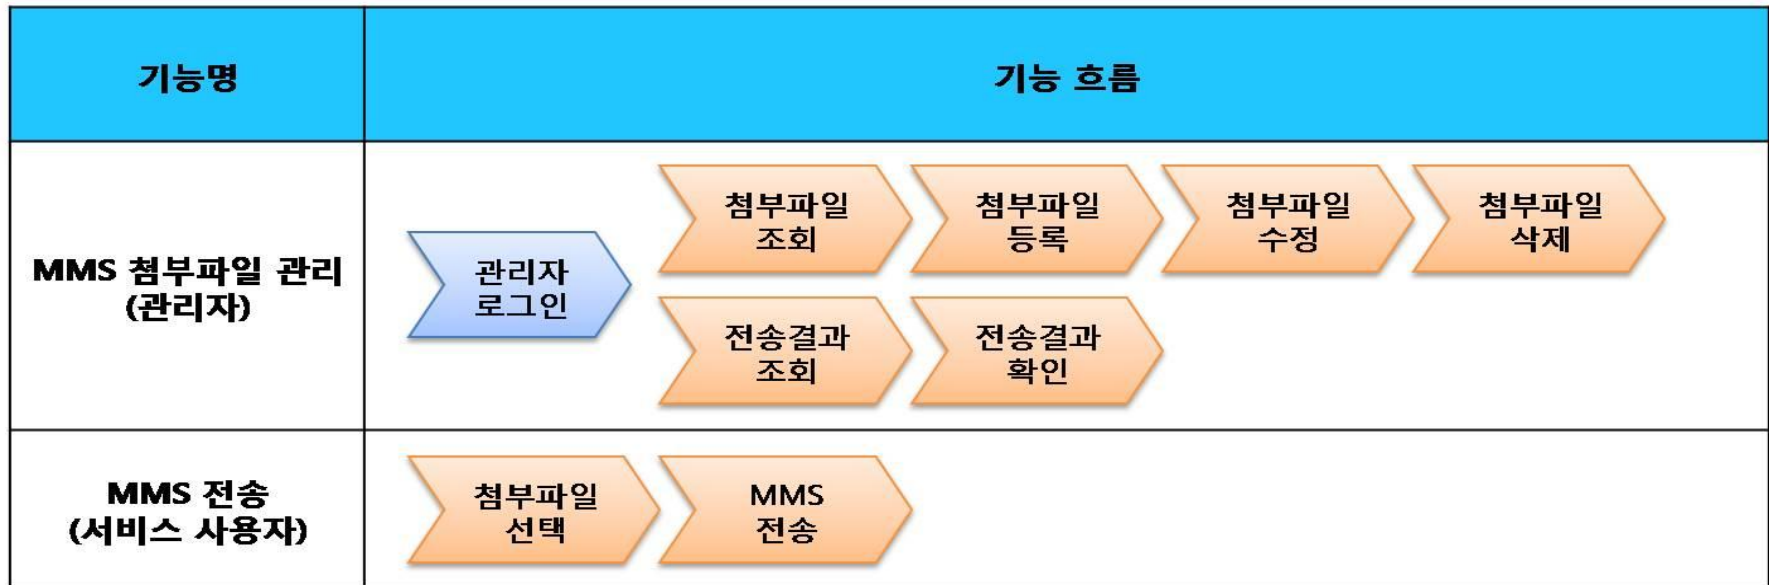 기능명
기능 흐름
MMS 첨부파일 관리
(관리자)
관리자
로그인
첨부파일
조회
첨부파일
등록
첨부파일
수정
첨부파일
삭제
전송결과
조회
전송결과
확인
MMS 전송
(서비스 사용자)
첨부파일
선택
MMS
전송